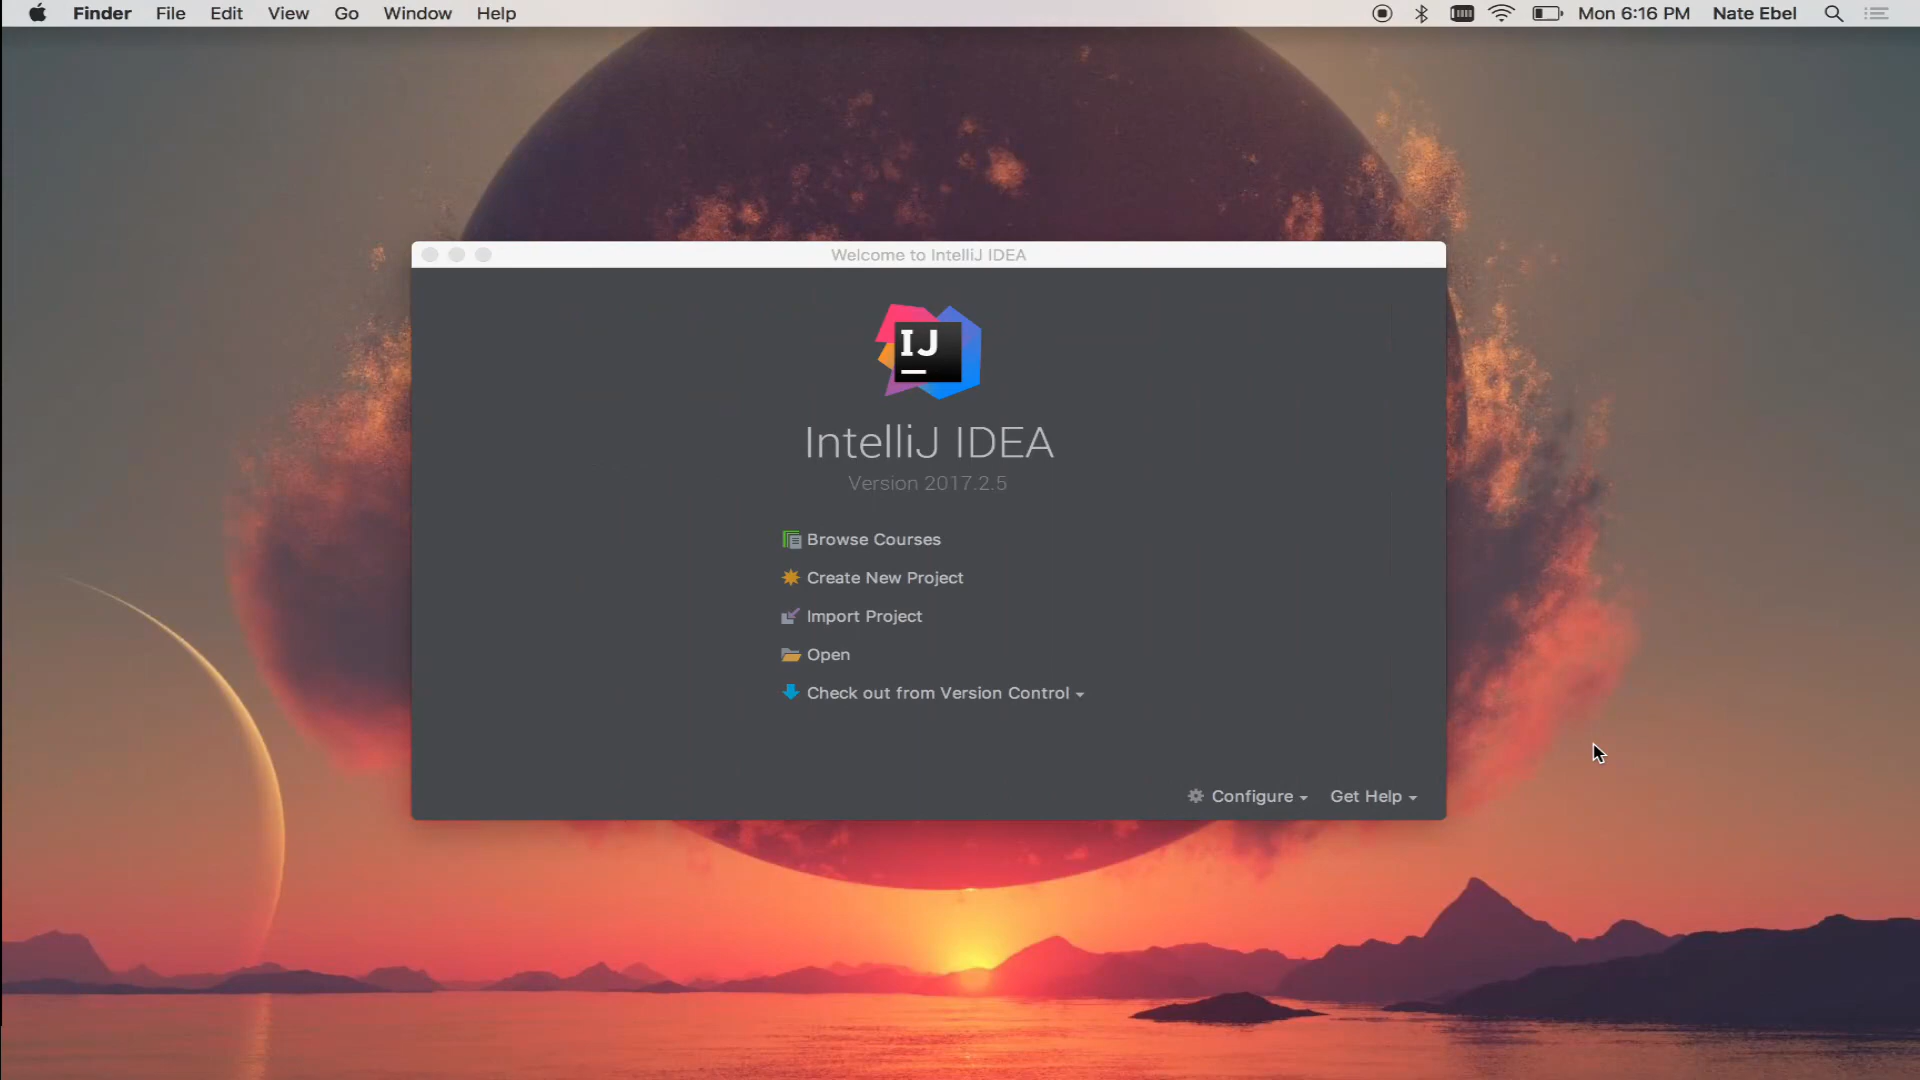 Finder File Edit View Go Window Help Mon 6:16 PM Nate Ebel
Welcome to IntelliJ IDEA
IJ
IntelliJ IDEA
Version 2017.2.5
Browse Courses
Create New Project
Import Project
Open
Check out from Version Control
Configure Get Help